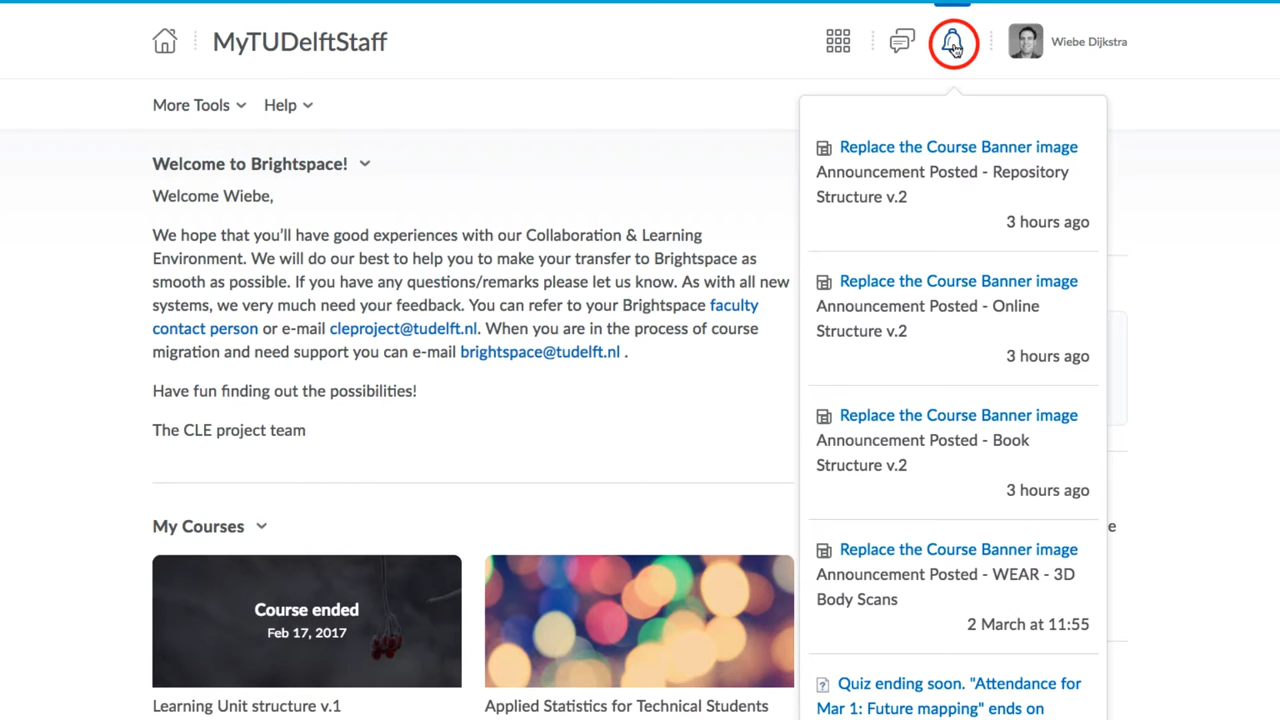 MyTUDelftStaff
Wiebe Dijkstra
More Tools
Help
Welcome to Brightspace!
Welcome Wiebe,
We hope that you’ll have good experiences with our Collaboration & Learning
Environment. We will do our best to help you to make your transfer to Brightspace as
smooth as possible. If you have any questions/remarks please let us know. As with all new
systems, we very much need your feedback. You can refer to your Brightspace faculty
contact person or e-mail cleproject@tudelft.nl. When you are in the process of course
migration and need support you can e-mail brightspace@tudelft.nl .
Have fun finding out the possibilities!
The CLE project team
My Courses
Course ended
Feb 17, 2017
Learning Unit structure v.1
Applied Statistics for Technical Students
Replace the Course Banner image
Announcement Posted - Repository
Structure v.2
3 hours ago
Replace the Course Banner image
Announcement Posted - Online
Structure v.2
3 hours ago
Replace the Course Banner image
Announcement Posted - Book
Structure v.2
3 hours ago
Replace the Course Banner image
Announcement Posted - WEAR - 3D
Body Scans
2 March at 11:55
Quiz ending soon. "Attendance for
Mar 1: Future mapping" ends on